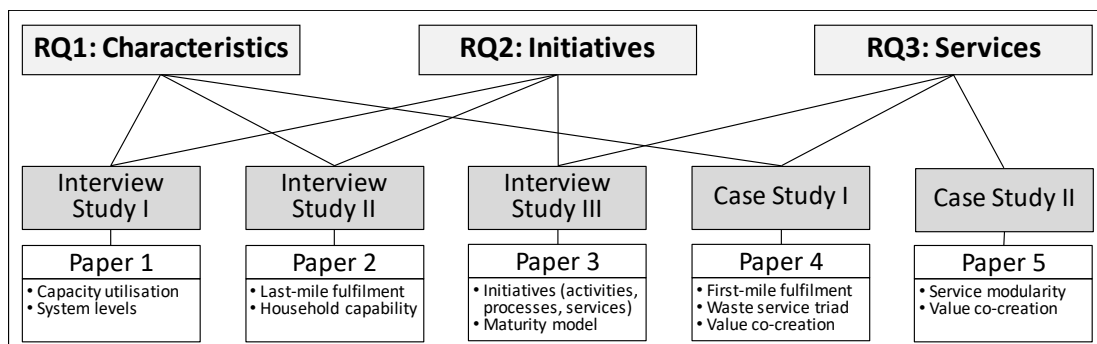 RQ1: Characteristics
RQ2: Initiatives
RQ3: Services
Interview
Study I
Interview
Study II
Interview
Study III
Case Study I
Case Study II
Paper 1
• Capacity utilisation
• System levels
Paper 2
• Last-mile fulfilment
• Household capability
Paper 3
• Initiatives (activities,
processes, services)
• Maturity model
Paper 4
• First-mile fulfilment
• Waste service triad
• Value co-creation
Paper 5
• Service modularity
• Value co-creation